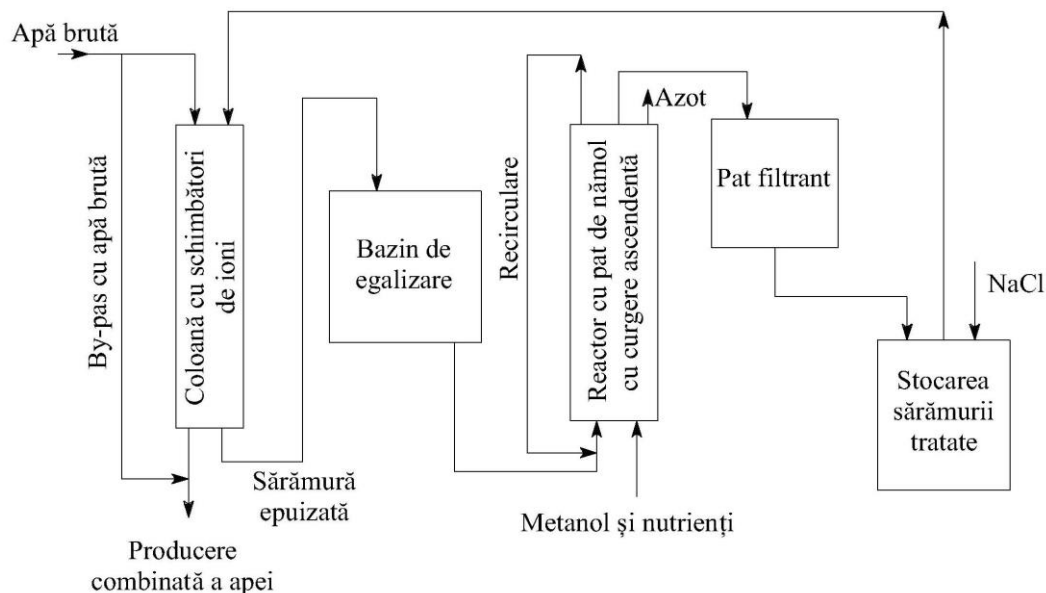 Apă brută
By-pas cu apă brută
Coloană cu schimbători
de ioni
Producere
combinată a apei
Sărămură
epuizată
Bazin de
egalizare
Recirculare
Reactor cu pat de nămol
cu curgere ascendentă
Azot
Metanol și nutrienți
Pat filtrant
NaCl
Stocarea
sărămurii
tratate